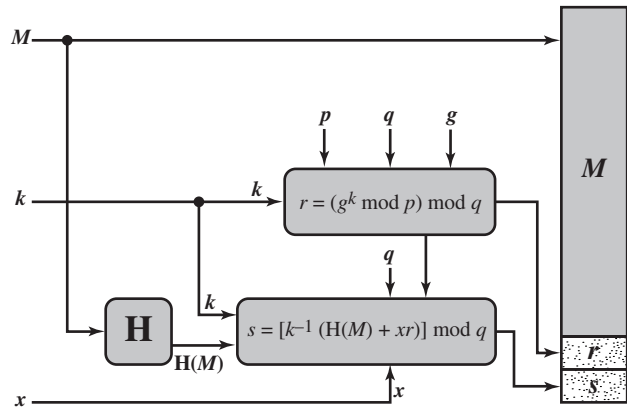 M
p q g
M
k
k
r = (g^k mod p) mod q
q
k
H
s = [k^–1 (H(M) + xr)] mod q
r
H(M)
x
x
s